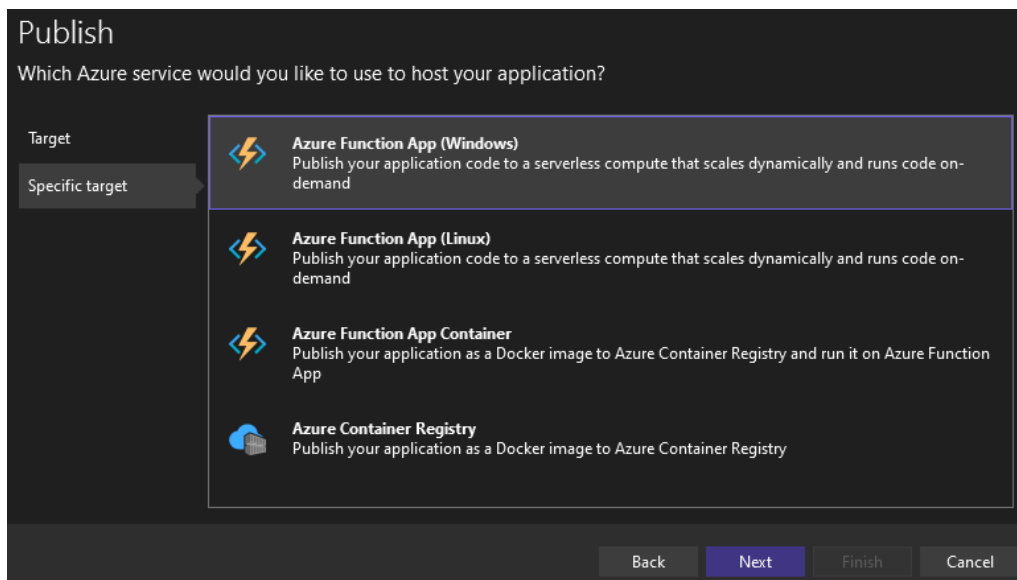 Publish
Which Azure service would you like to use to host your application?
Target
Specific target
Azure Function App (Windows)
Publish your application code to a serverless compute that scales dynamically and runs code on-
demand
Azure Function App (Linux)
Publish your application code to a serverless compute that scales dynamically and runs code on-
demand
Azure Function App Container
Publish your application as a Docker image to Azure Container Registry and run it on Azure Function
App
Azure Container Registry
Publish your application as a Docker image to Azure Container Registry
Back
Next
Finish
Cancel